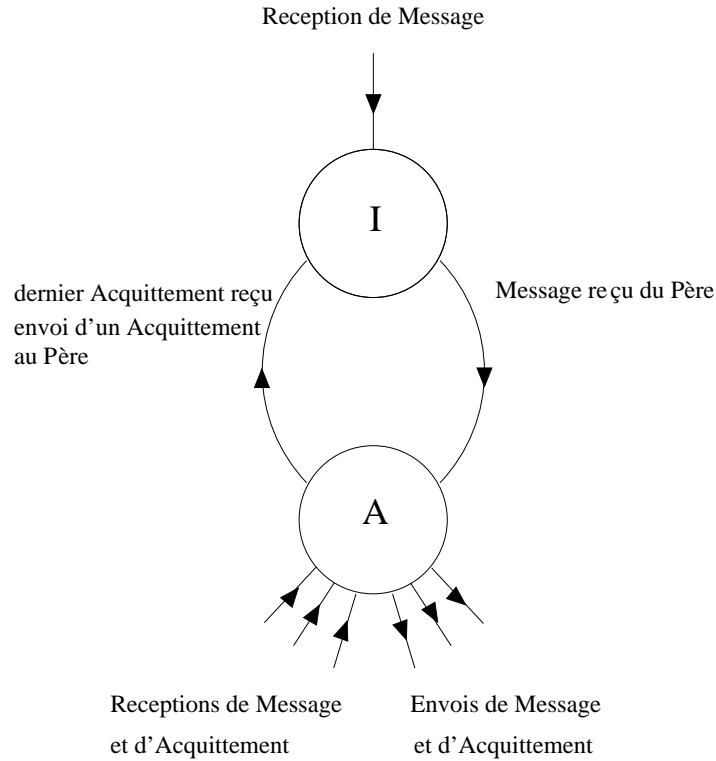 Reception de Message
I
dernier Acquittement reçu
envoi d'un Acquittement
au Père
Message reçu du Père
A
Receptions de Message
et d'Acquittement
Envois de Message
et d'Acquittement